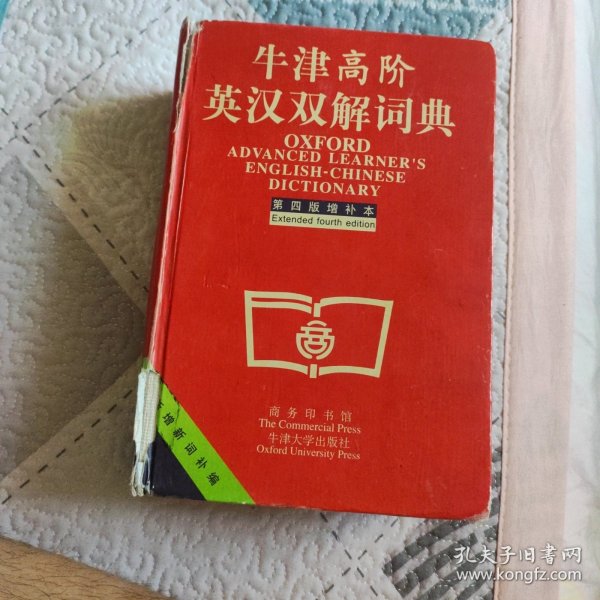 牛津高阶
英汉双解词典
OXFORD
ADVANCED LEARNER'S
ENGLISH-CHINESE
DICTIONARY
第四版增补本
Extended fourth edition
商务印书馆
The Commercial Press
牛津大学出版社
Oxford University Press
增新词补编
孔夫子旧书网
www.kongfz.com